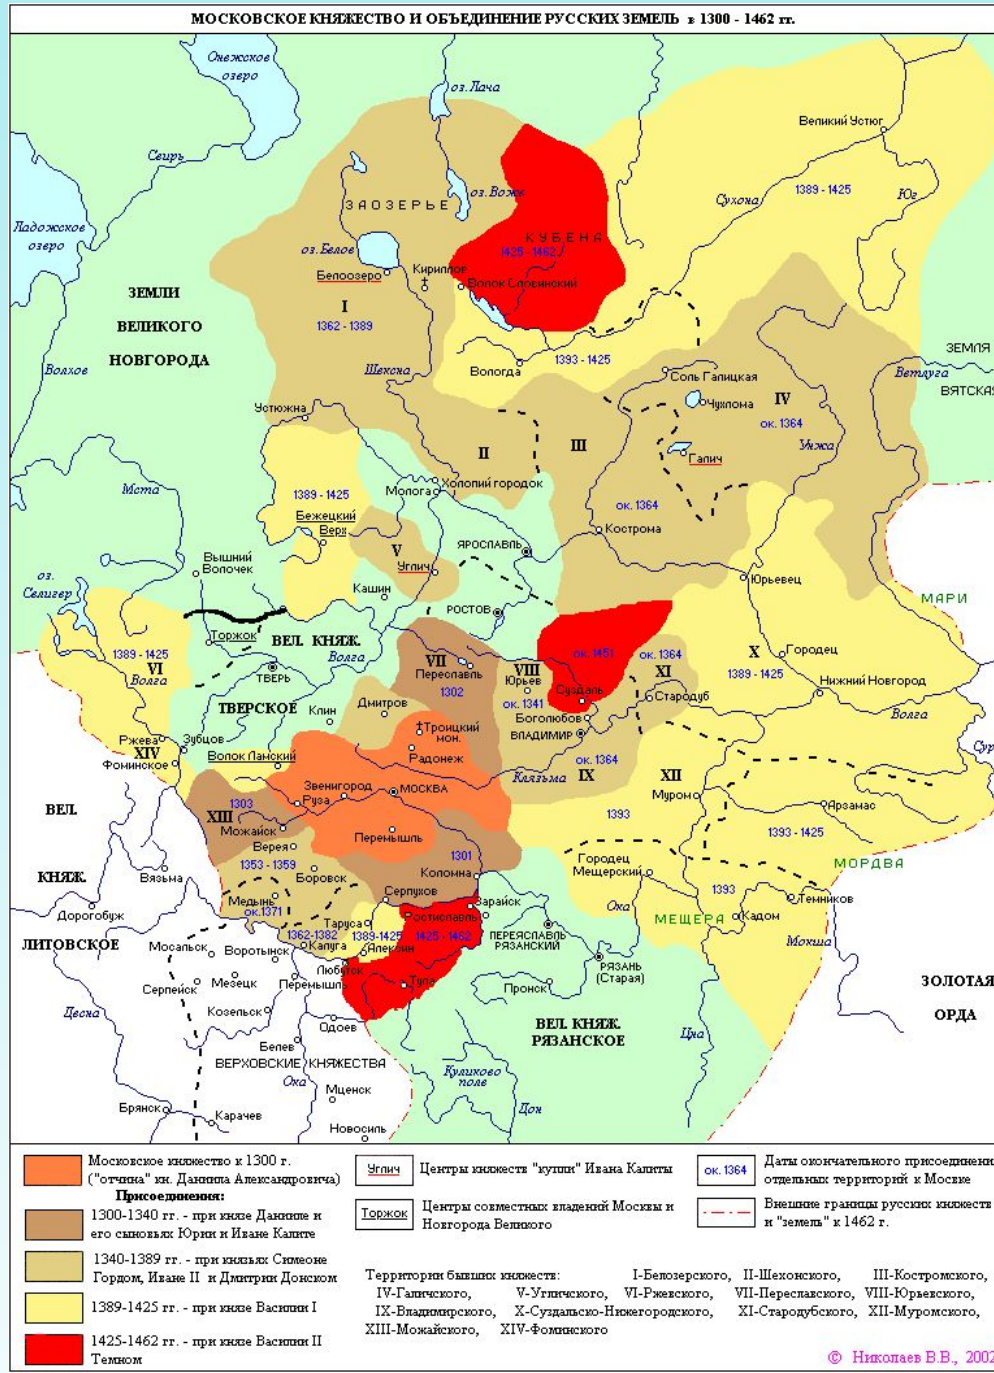 МОСКОВСКОЕ КНЯЖЕСТВО И ОБЪЕДИНЕНИЕ РУССКИХ ЗЕМЕЛЬ в 1300 - 1462 гг.
Онежское
озеро
оз. Лача
Великий Устюг
Свирь
1389 - 1425
Сухона
Юг
оз. Воже
ЗАОЗЕРЬЕ
Ладожское
озеро
КУБЕНА
1425 - 1462
оз. Белое
Кириллов
Белоозеро
Волок Словинский
ЗЕМЛИ
ВЕЛИКОГО
НОВГОРОДА
I
1362 - 1389
ЗЕМЛЯ
ВЯТСКАЯ
1393 - 1425
Вологда
Волхов
Шексна
Соль Галицкая
Ветлуга
Чухлома
IV
ок. 1364
Устюжна
II
III
Галич
Унжа
Мста
1389 - 1425
Холопий городок
Молога
ок. 1364
Бежецкий
Верх
Кострома
V
ЯРОСЛАВЛЬ
Вышний
Волочек
Углич
оз.
Селигер
Кашин
Юрьевец
МАРИ
РОСТОВ
Торжок
ВЕЛ. КНЯЖ.
1389 - 1425
VI
Волга
Волга
ок. 1451
ок. 1364
X
Городец
1389 - 1425
VII
Переславль
VIII
Юрьев
XI
ТВЕРЬ
1302
Суздаль
Стародуб
Нижний Новгород
ТВЕРСКОЕ
ок. 1341
Дмитров
Клин
Боголюбов
Волга
Троицкий
мон.
ВЛАДИМИР
Ржева
Зубцов
XIV
Фоминское
Волок Ламский
Радонеж
ок. 1364
IX
Клязьма
XII
Звенигород
МОСКВА
Муром
Руза
1303
XIII
Арзамас
ВЕЛ.
Можайск
Перемышль
1393
1393 - 1425
Верея
1301
Городец
Мещерский
МОРДВА
1353 - 1359
Вязьма
Боровск
Коломна
КНЯЖ.
Медынь
ок.1371
Серпухов
Зарайск
1393
Темников
Дорогобуж
Таруса
Ока
МЕЩЕРА
Кадом
ПЕРЕЯСЛАВЛЬ
РЯЗАНСКИЙ
ЛИТОВСКОЕ
1362-1382
1389-1425
1425 - 1462
Мосальск
Воротынск
Калуга
Алексин
Мокша
Любутск
РЯЗАНЬ
(Старая)
Серпейск
Мезецк
Перемышль
Тула
Пронск
ЗОЛОТАЯ
ОРДА
Десна
Козельск
Одоев
ВЕЛ. КНЯЖ.
РЯЗАНСКОЕ
Цна
Белев
ВЕРХОВСКИЕ КНЯЖЕСТВА
Куликово
поле
Ока
Мценск
Брянск
Карачев
Дон
Новосиль
Московское княжество к 1300 г.
("отчина" кн. Даниила Александровича)
Присоединения:
1300-1340 гг. - при князе Данииле и
его сыновьях Юрии и Иване Калите
1340-1389 гг. - при князьях Симеоне
Гордом, Иване II и Дмитрии Донском
1389-1425 гг. - при князе Василии I
1425-1462 гг. - при князе Василии II
Темном
Углич
Центры княжеств "купли" Ивана Калиты
Торжок
Центры совместных владений Москвы и
Новгорода Великого
ок. 1364
Даты окончательного присоединения
отдельных территорий к Москве
Внешние границы русских княжеств
и "земель" к 1462 г.
Территории бывших княжеств: I-Белозерского, II-Шехонского, III-Костромского,
IV-Галичского, V-Угличского, VI-Ржевского, VII-Переславского, VIII-Юрьевского,
IX-Владимирского, X-Суздальско-Нижегородского, XI-Стародубского, XII-Муромского,
XIII-Можайского, XIV-Фоминского
© Николаев В.В., 2002